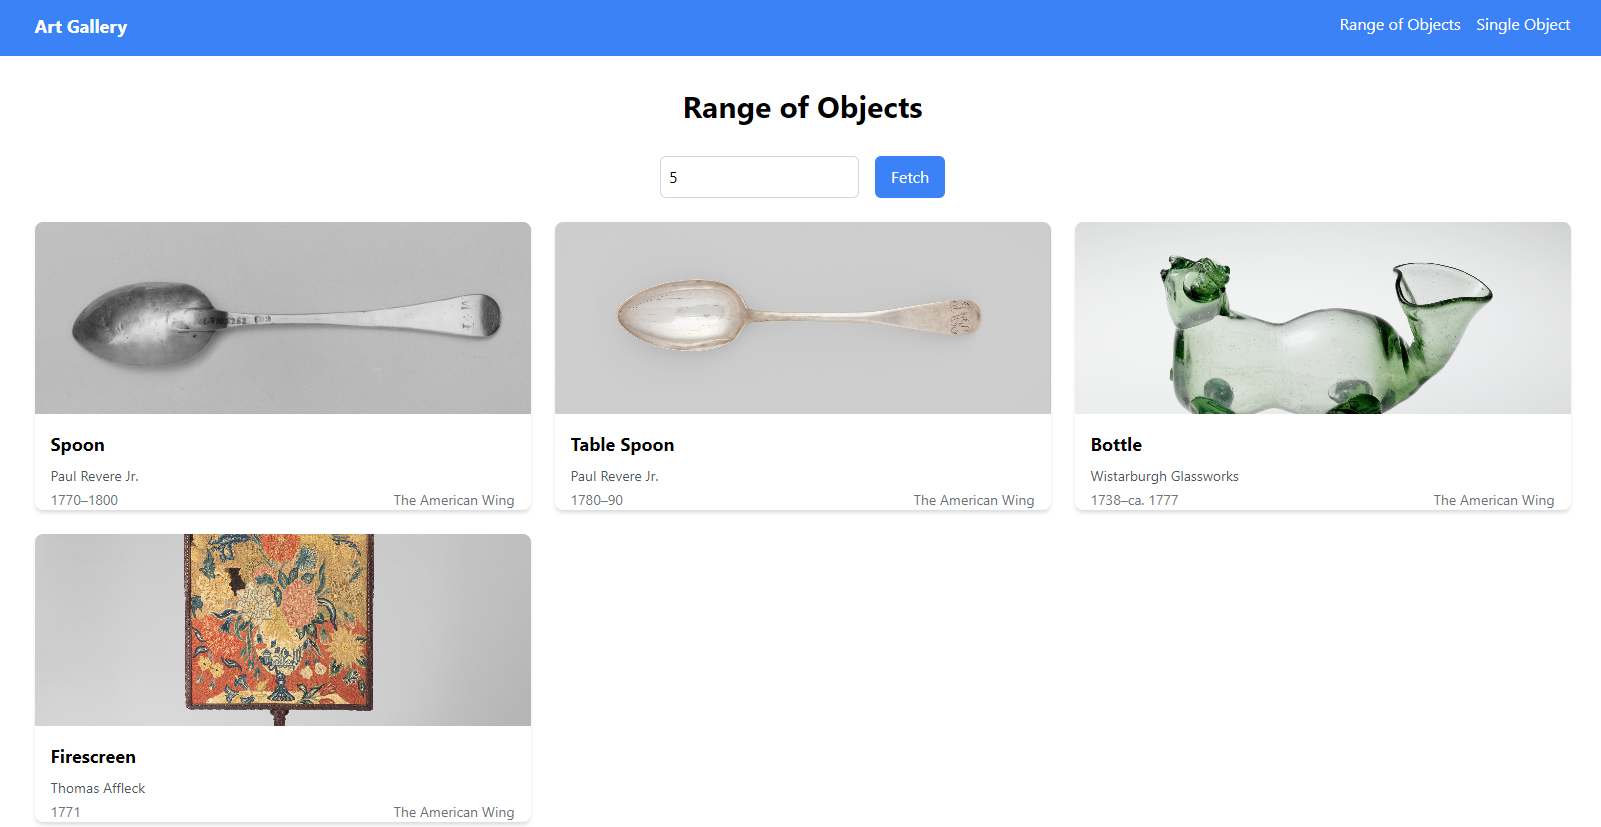 Art Gallery
Range of Objects Single Object
Range of Objects
5
Fetch
Spoon
Paul Revere Jr.
1770–1800 The American Wing
Table Spoon
Paul Revere Jr.
1780–90 The American Wing
Bottle
Wistarburgh Glassworks
1738–ca. 1777 The American Wing
Firescreen
Thomas Affleck
1771 The American Wing